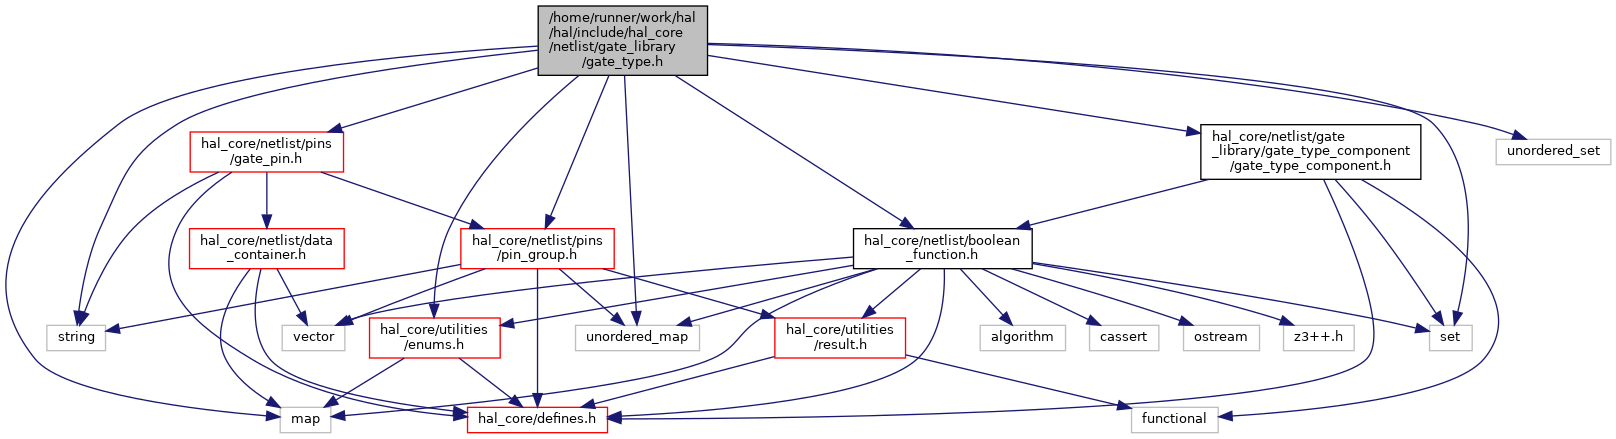 /home/runner/work/hal
/hal/include/hal_core
/netlist/gate_library
/gate_type.h
hal_core/netlist/pins
/gate_pin.h
hal_core/netlist/gate
_library/gate_type_component
/gate_type_component.h
unordered_set
hal_core/netlist/data
_container.h
hal_core/netlist/pins
/pin_group.h
hal_core/netlist/boolean
_function.h
string
vector
hal_core/utilities
/enums.h
unordered_map
hal_core/utilities
/result.h
algorithm
cassert
ostream
z3++.h
set
map
hal_core/defines.h
functional